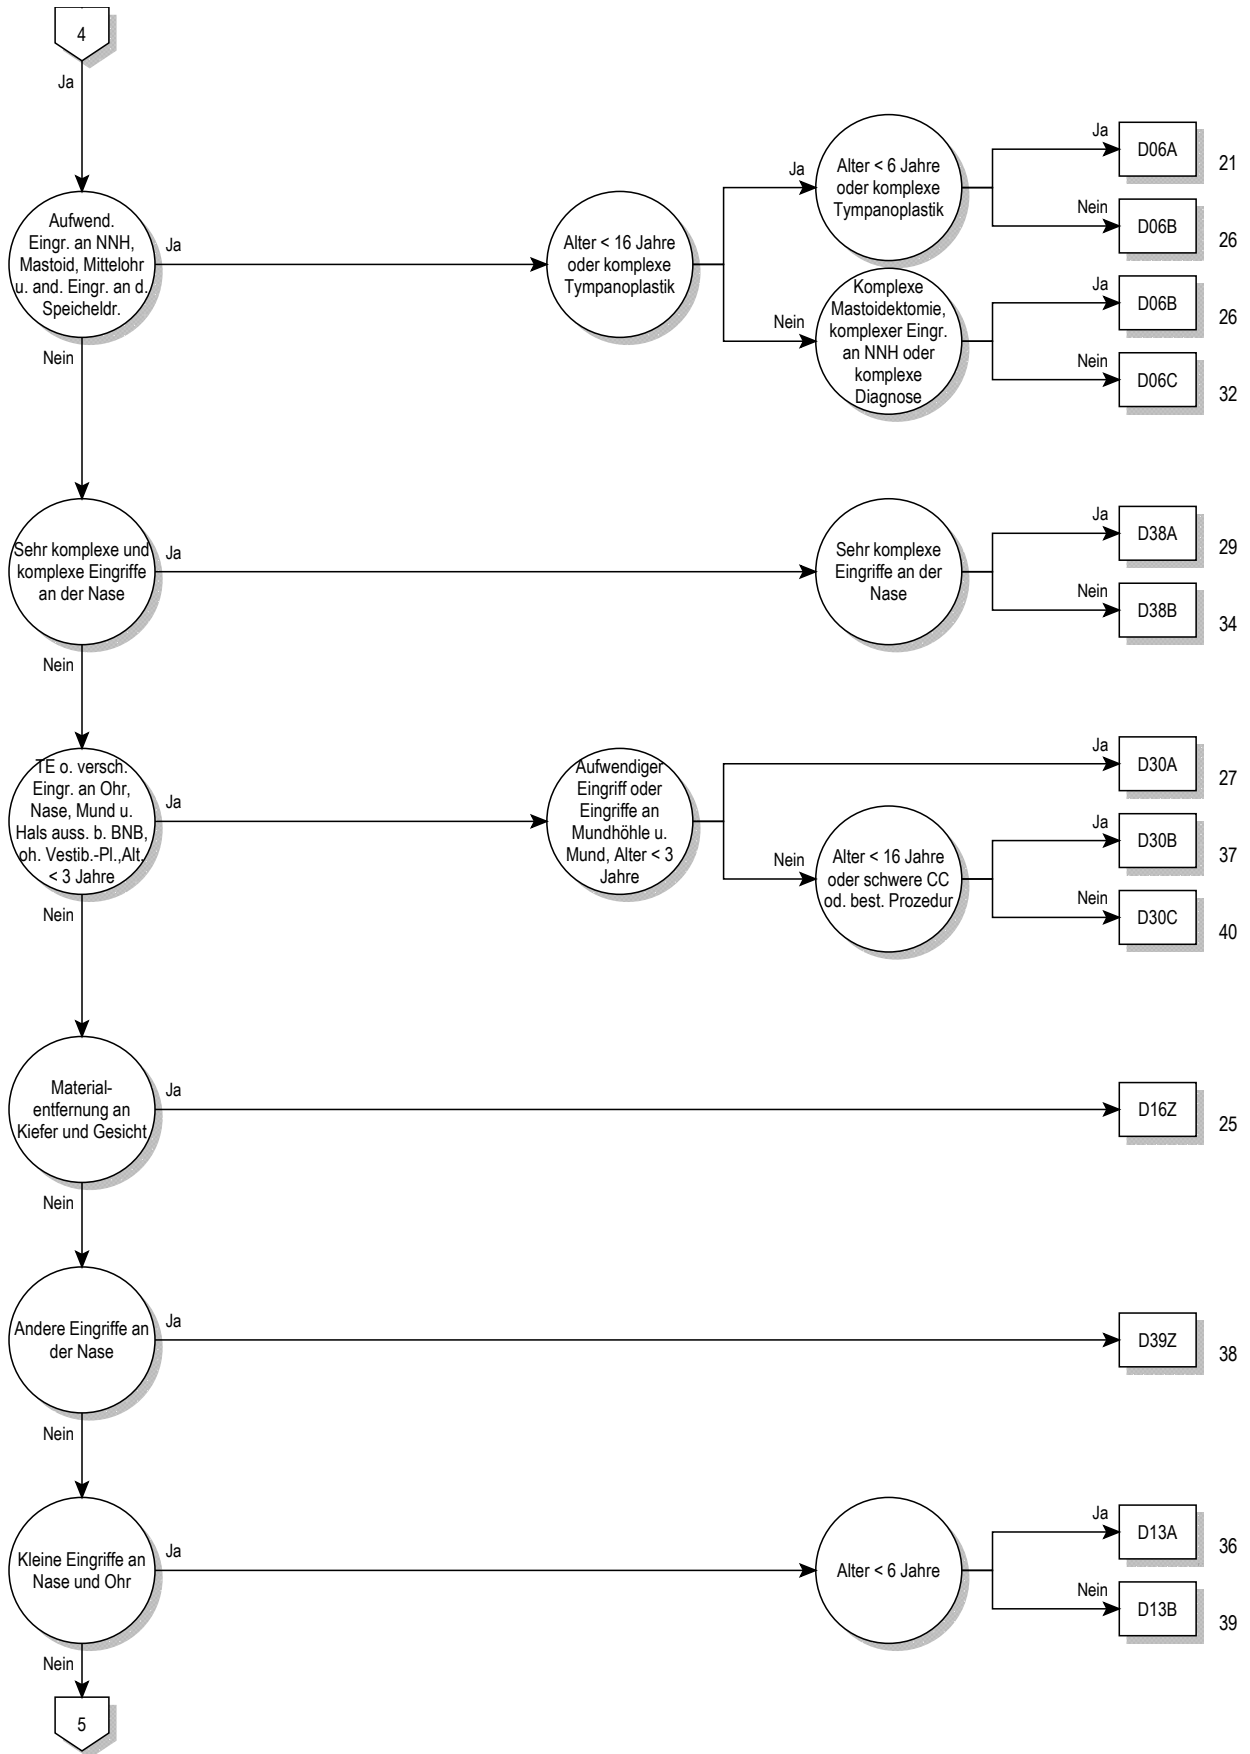 4
Ja
Aufwend.
Eingr. an NNH,
Mastoid, Mittelohr
u. and. Eingr. an d.
Speicheldr.
Ja
Alter < 16 Jahre
oder komplexe
Tympanoplastik
Ja
Alter < 6 Jahre
oder komplexe
Tympanoplastik
Ja
D06A
21
Nein
D06B
26
Nein
Komplexe
Mastoidektomie,
komplexer Eingr.
an NNH oder
komplexe
Diagnose
Ja
D06B
26
Nein
D06C
32
Nein
Sehr komplexe und
komplexe Eingriffe
an der Nase
Ja
Sehr komplexe
Eingriffe an der
Nase
Ja
D38A
29
Nein
D38B
34
Nein
TE o. versch.
Eingr. an Ohr,
Nase, Mund u.
Hals auss. b. BNB,
oh. Vestib.-Pl.,Alt.
< 3 Jahre
Ja
Aufwendiger
Eingriff oder
Eingriffe an
Mundhöhle u.
Mund, Alter < 3
Jahre
Ja
D30A
27
Nein
Alter < 16 Jahre
oder schwere CC
od. best. Prozedur
Ja
D30B
37
Nein
D30C
40
Nein
Material-
entfernung an
Kiefer und Gesicht
Ja
D16Z
25
Nein
Andere Eingriffe an
der Nase
Ja
D39Z
38
Nein
Kleine Eingriffe an
Nase und Ohr
Ja
Alter < 6 Jahre
Ja
D13A
36
Nein
D13B
39
Nein
5